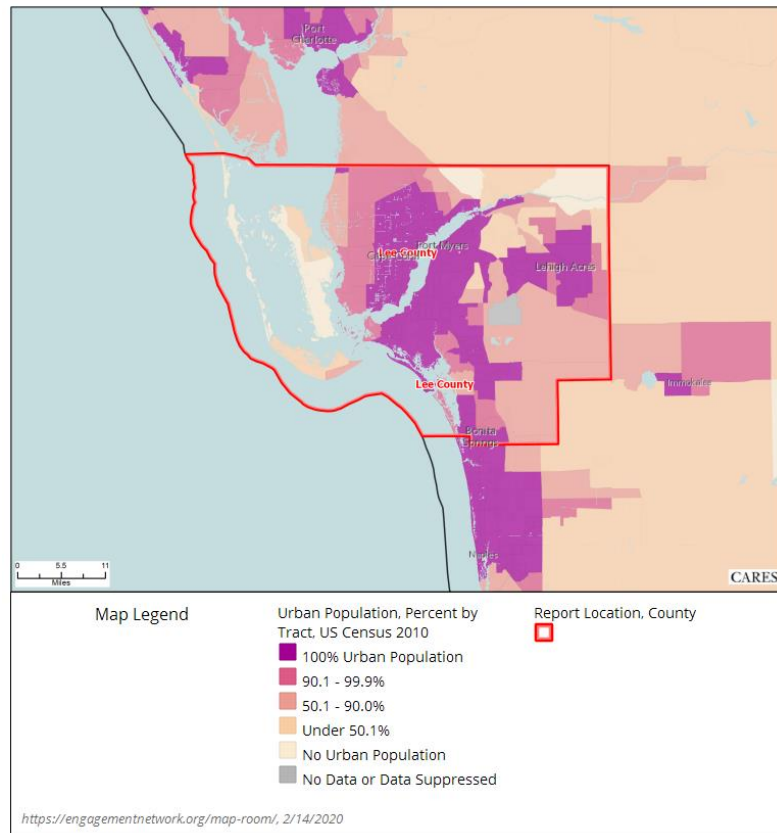 Port
Charlotte
Fort Myers
Lee County
Lehigh Acres
Lee County
Immokalee
Bonita
Springs
Naples
0 5.5 11
Miles
CARES
Map Legend
Urban Population, Percent by
Tract, US Census 2010
100% Urban Population
90.1 - 99.9%
50.1 - 90.0%
Under 50.1%
No Urban Population
No Data or Data Suppressed
Report Location, County
https://engagementnetwork.org/map-room/, 2/14/2020